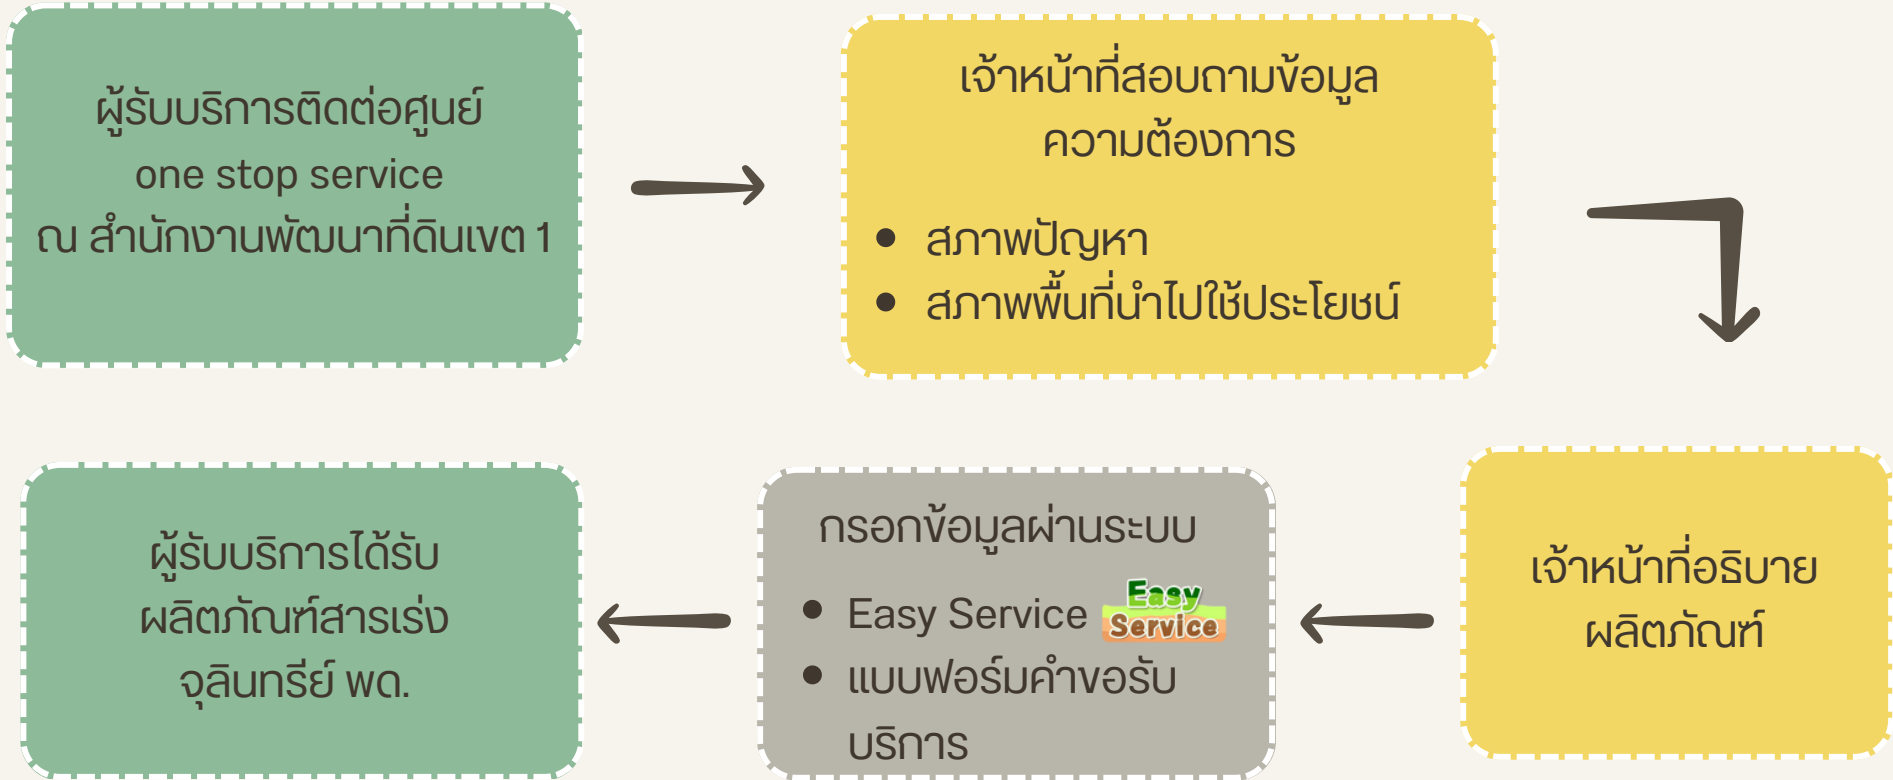 ผู้รับบริการติดต่อศูนย์
one stop service
ณ สำนักงานพัฒนาที่ดินเขต 1
เจ้าหน้าที่สอบถามข้อมูล
ความต้องการ
• สภาพปัญหา
• สภาพพื้นที่นำไปใช้ประโยชน์
เจ้าหน้าที่อธิบาย
ผลิตภัณฑ์
กรอกข้อมูลผ่านระบบ
• Easy Service
Easy
Service
• แบบฟอร์มคำขอรับ
บริการ
ผู้รับบริการได้รับ
ผลิตภัณฑ์สารเร่ง
จุลินทรีย์ พด.